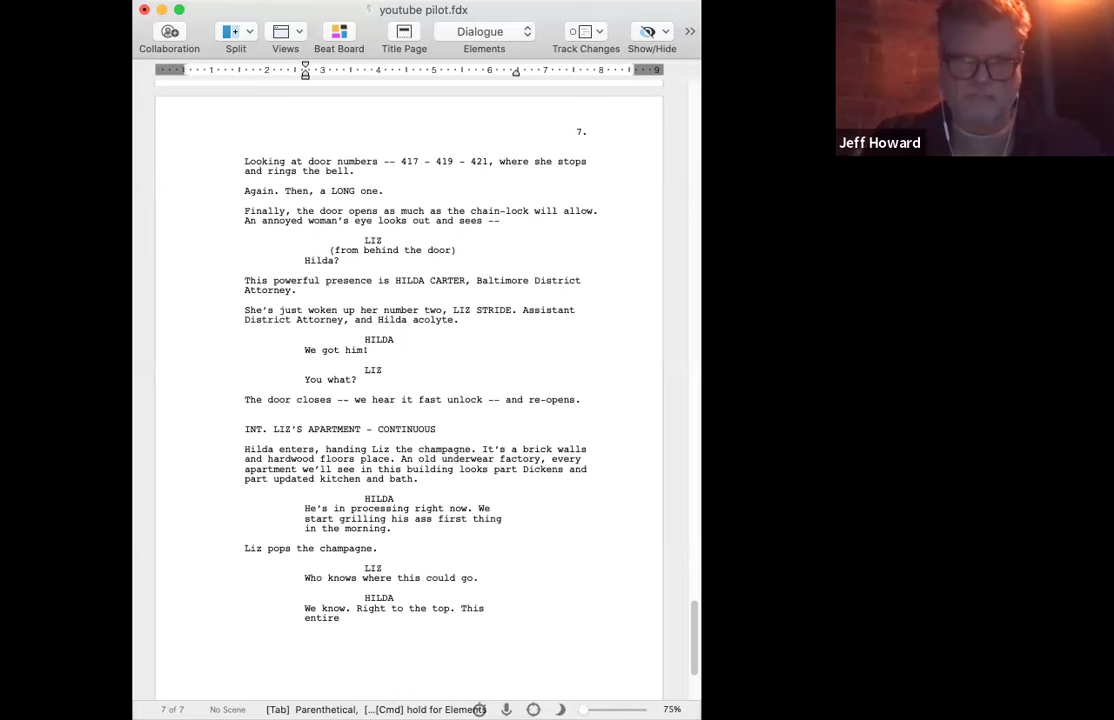 youtube pilot.fdx
Dialogue
Collaboration Split Views Beat Board Title Page Elements Track Changes Show/Hide
1 2 3 4 5 6 7 8 9
7.
Looking at door numbers -- 417 - 419 - 421, where she stops
and rings the bell.
Again. Then, a LONG one.
Finally, the door opens as much as the chain-lock will allow.
An annoyed woman's eye looks out and sees --
LIZ
(from behind the door)
Hilda?
This powerful presence is HILDA CARTER, Baltimore District
Attorney.
She's just woken up her number two, LIZ STRIDE. Assistant
District Attorney, and Hilda acolyte.
HILDA
We got him!
LIZ
You what?
The door closes -- we hear it fast unlock -- and re-opens.
INT. LIZ'S APARTMENT - CONTINUOUS
Hilda enters, handing Liz the champagne. It's a brick walls
and hardwood floors place. An old underwear factory, every
apartment we'll see in this building looks part Dickens and
part updated kitchen and bath.
HILDA
He's in processing right now. We
start grilling his ass first thing
in the morning.
Liz pops the champagne.
LIZ
Who knows where this could go.
HILDA
We know. Right to the top. This
entire
7 of 7 No Scene [Tab] Parenthetical, [...[Cmd] hold for Elements 75%
Jeff Howard